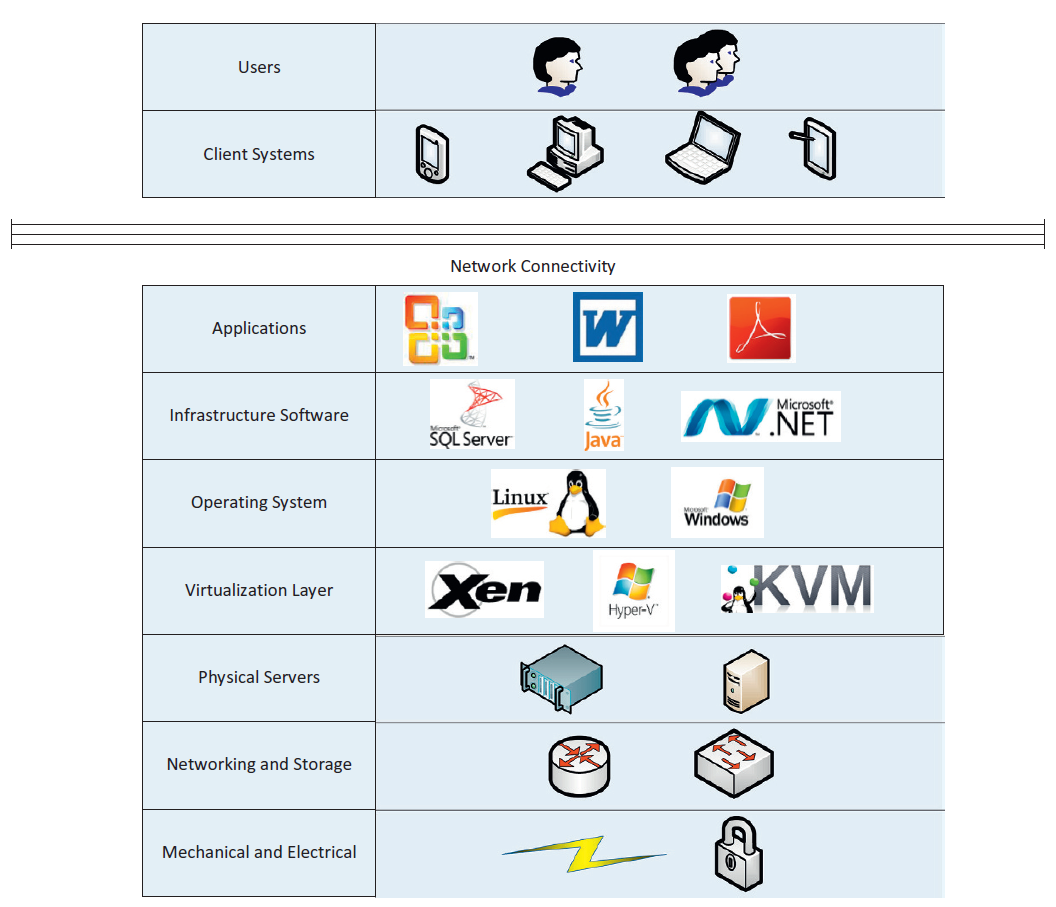 Users
Client Systems
Network Connectivity
Applications
W
Infrastructure Software
Microsoft
SQL Server
Java
Microsoft
.NET
Operating System
Linux
Microsoft
Windows
Virtualization Layer
Xen
Hyper-V
KVM
Physical Servers
Networking and Storage
Mechanical and Electrical